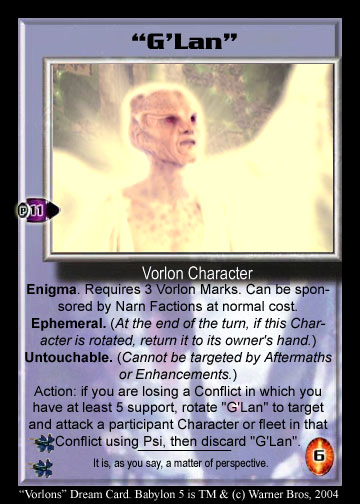 "G'Lan"
P 11
Vorlon Character
Enigma. Requires 3 Vorlon Marks. Can be spon-
sored by Narn Factions at normal cost.
Ephemeral. (At the end of the turn, if this Char-
acter is rotated, return it to its owner's hand.)
Untouchable. (Cannot be targeted by Aftermaths
or Enhancements.)
Action: if you are losing a Conflict in which you
have at least 5 support, rotate "G'Lan" to target
and attack a participant Character or fleet in that
Conflict using Psi, then discard "G'Lan".
6
It is, as you say, a matter of perspective.
"Vorlons" Dream Card. Babylon 5 is TM & (c) Warner Bros, 2004